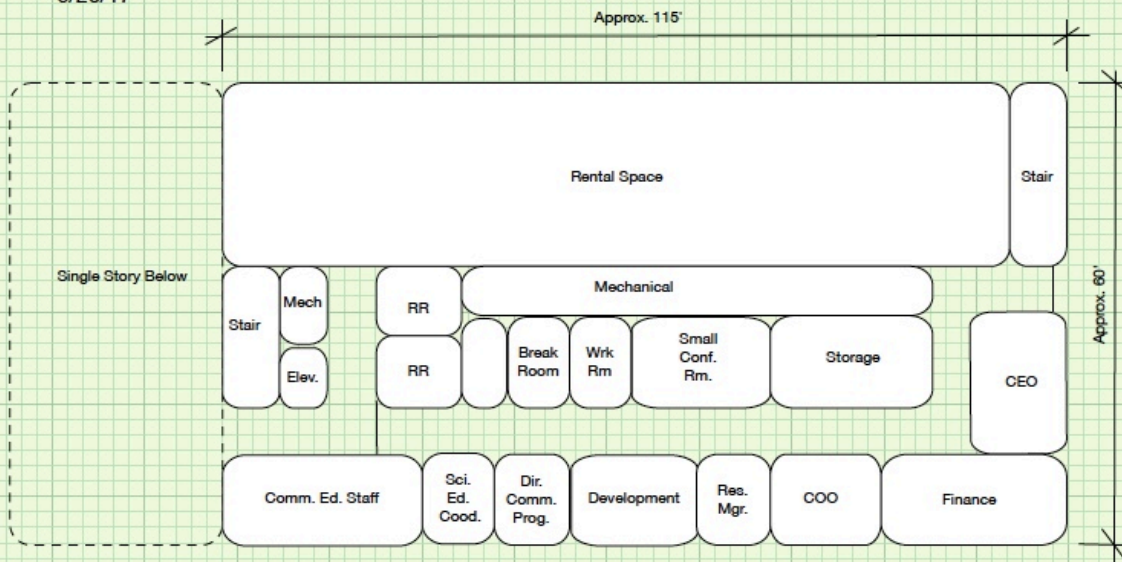 Approx. 115'
Rental Space
Stair
Single Story Below
Approx. 60'
Mech
Stair
Elev.
RR
RR
Mechanical
Break
Room
Wrk
Rm
Small
Conf.
Rm.
Storage
CEO
Comm. Ed. Staff
Sci.
Ed.
Cood.
Dir.
Comm.
Prog.
Development
Res.
Mgr.
COO
Finance